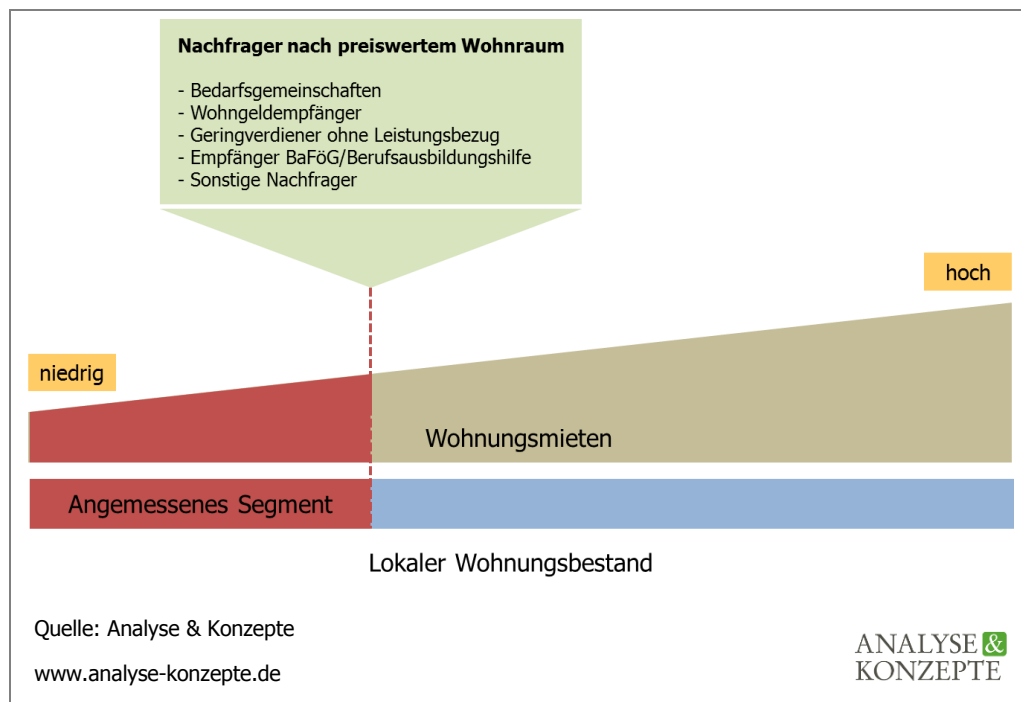 Nachfrager nach preiswertem Wohnraum
- Bedarfsgemeinschaften
- Wohngeldempfänger
- Geringverdiener ohne Leistungsbezug
- Empfänger BaFöG/Berufsausbildungshilfe
- Sonstige Nachfrager
hoch
niedrig
Wohnungsmieten
Angemessenes Segment
Lokaler Wohnungsbestand
Quelle: Analyse & Konzepte
www.analyse-konzepte.de
ANALYSE &
KONZEPTE